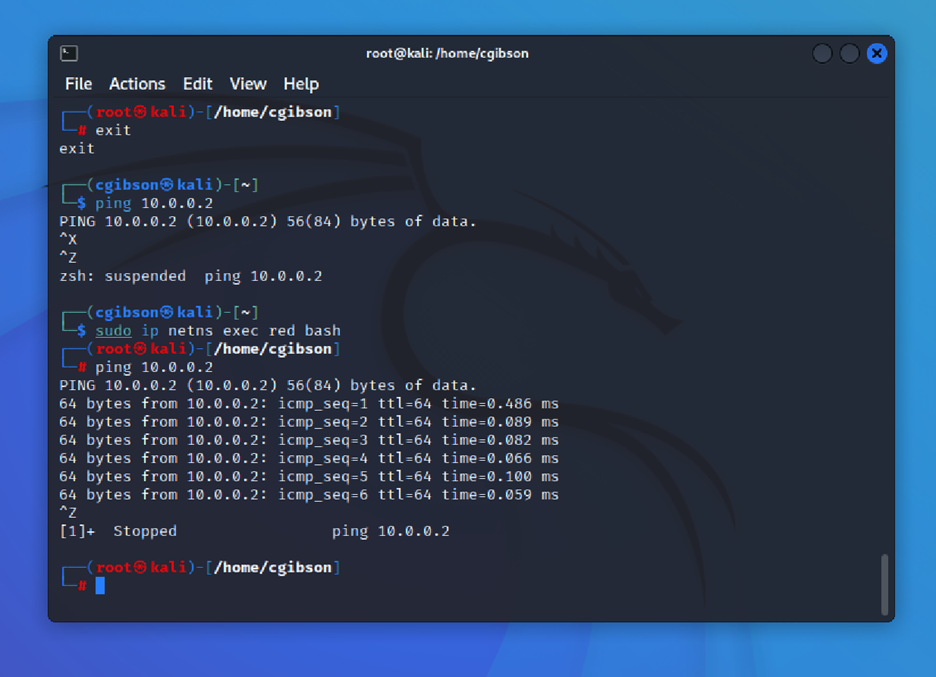 root@kali: /home/cgibson
File Actions Edit View Help
┌──(root㉿kali)-[/home/cgibson]
└─# exit
exit
┌──(cgibson㉿kali)-[~]
└─$ ping 10.0.0.2
PING 10.0.0.2 (10.0.0.2) 56(84) bytes of data.
^X
^Z
zsh: suspended  ping 10.0.0.2
┌──(cgibson㉿kali)-[~]
└─$ sudo ip netns exec red bash
┌──(root㉿kali)-[/home/cgibson]
└─# ping 10.0.0.2
PING 10.0.0.2 (10.0.0.2) 56(84) bytes of data.
64 bytes from 10.0.0.2: icmp_seq=1 ttl=64 time=0.486 ms
64 bytes from 10.0.0.2: icmp_seq=2 ttl=64 time=0.089 ms
64 bytes from 10.0.0.2: icmp_seq=3 ttl=64 time=0.082 ms
64 bytes from 10.0.0.2: icmp_seq=4 ttl=64 time=0.066 ms
64 bytes from 10.0.0.2: icmp_seq=5 ttl=64 time=0.100 ms
64 bytes from 10.0.0.2: icmp_seq=6 ttl=64 time=0.059 ms
^Z
[1]+  Stopped                 ping 10.0.0.2
┌──(root㉿kali)-[/home/cgibson]
└─#